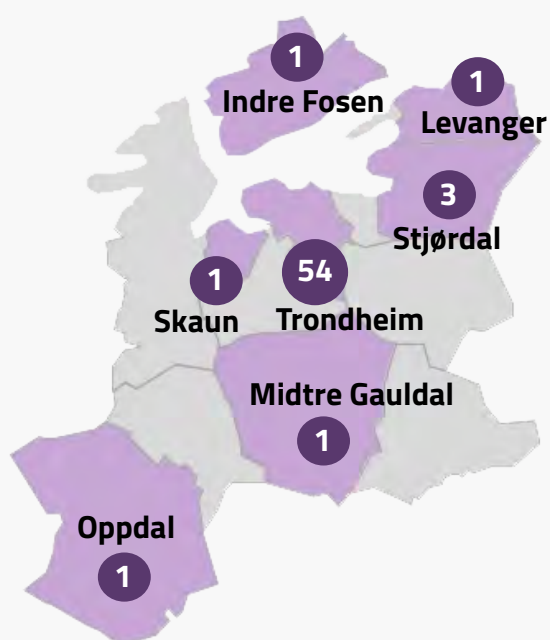 1
Indre Fosen
1
Levanger
3
Stjørdal
1
Skaun
54
Trondheim
Midtre Gauldal
1
Oppdal
1